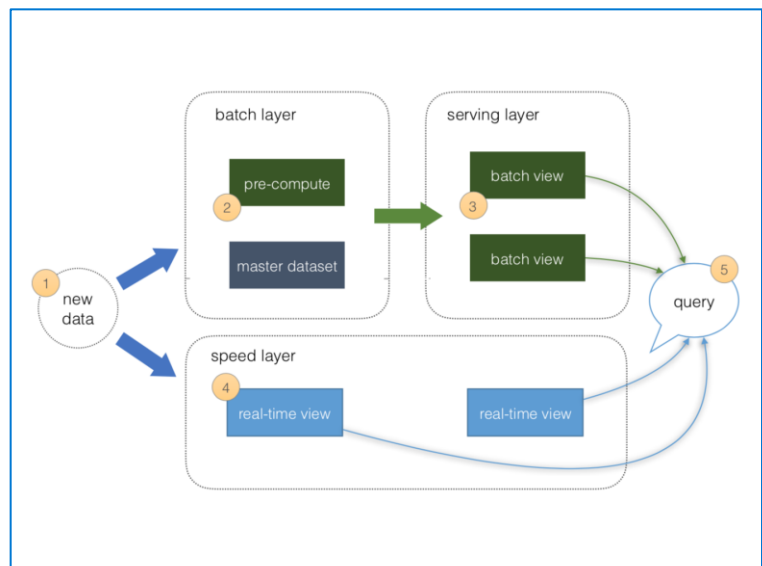 batch layer
serving layer
pre-compute
batch view
2
3
master dataset
batch view
1
new
data
5
query
speed layer
4
real-time view
real-time view